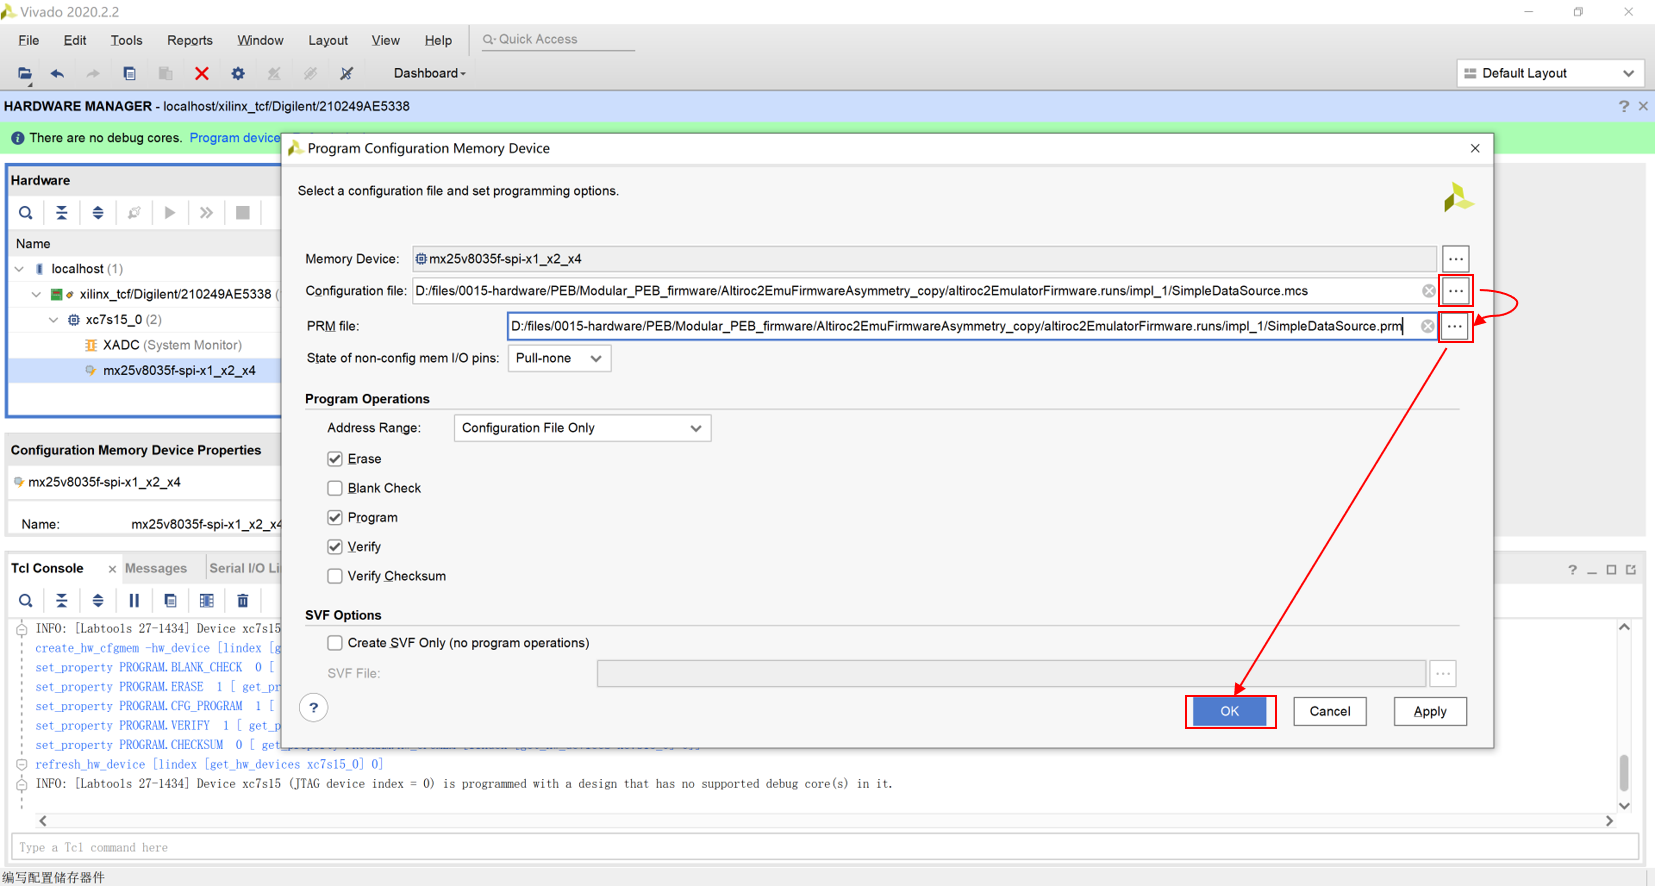 Vivado 2020.2.2
File Edit Tools Reports Window Layout View Help Quick Access
Dashboard
Default Layout
HARDWARE MANAGER - localhost/xilinx_tcf/Digilent/210249AE5338
There are no debug cores. Program device
Program Configuration Memory Device
Hardware
Select a configuration file and set programming options.
Name
localhost (1)
xilinx_tcf/Digilent/210249AE5338
xc7s15_0 (2)
XADC (System Monitor)
mx25v8035f-spi-x1_x2_x4
Memory Device: mx25v8035f-spi-x1_x2_x4
Configuration file: D:/files/0015-hardware/PEB/Modular_PEB_firmware/Altiroc2EmuFirmwareAsymmetry_copy/altiroc2EmulatorFirmware.runs/impl_1/SimpleDataSource.mcs
PRM file: D:/files/0015-hardware/PEB/Modular_PEB_firmware/Altiroc2EmuFirmwareAsymmetry_copy/altiroc2EmulatorFirmware.runs/impl_1/SimpleDataSource.prm
State of non-config mem I/O pins: Pull-none
Program Operations
Address Range: Configuration File Only
Erase
Blank Check
Program
Verify
Verify Checksum
SVF Options
Create SVF Only (no program operations)
SVF File:
? OK Cancel Apply
Configuration Memory Device Properties
mx25v8035f-spi-x1_x2_x4
Name: mx25v8035f-spi-x1_x2_x4
Tcl Console Messages Serial I/O Li
INFO: [Labtools 27-1434] Device xc7s15
create_hw_cfgmem -hw_device [lindex [g
set_property PROGRAM.BLANK_CHECK 0 [
set_property PROGRAM.ERASE 1 [ get_pr
set_property PROGRAM.CFG_PROGRAM 1 [
set_property PROGRAM.VERIFY 1 [ get_p
set_property PROGRAM.CHECKSUM 0 [ get_
refresh_hw_device [lindex [get_hw_devices xc7s15_0] 0]
INFO: [Labtools 27-1434] Device xc7s15 (JTAG device index = 0) is programmed with a design that has no supported debug core(s) in it.
Type a Tcl command here
编写配置储存器件